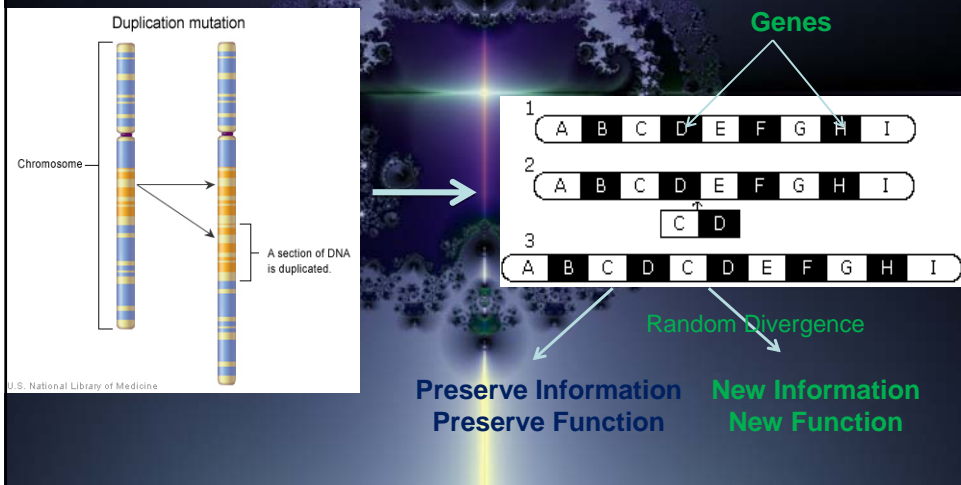 Duplication mutation
Chromosome
A section of DNA
is duplicated.
U.S. National Library of Medicine
Genes
1
A B C D E F G H I
2
A B C D E F G H I
C D
3
A B C D C D E F G H I
Random Divergence
Preserve Information
Preserve Function
New Information
New Function